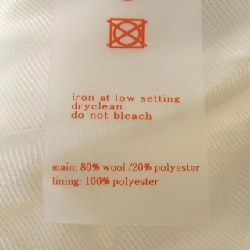 iron at low setting
dryclean
do not bleach
main: 80% wool /20% polyester
lining: 100% polyester